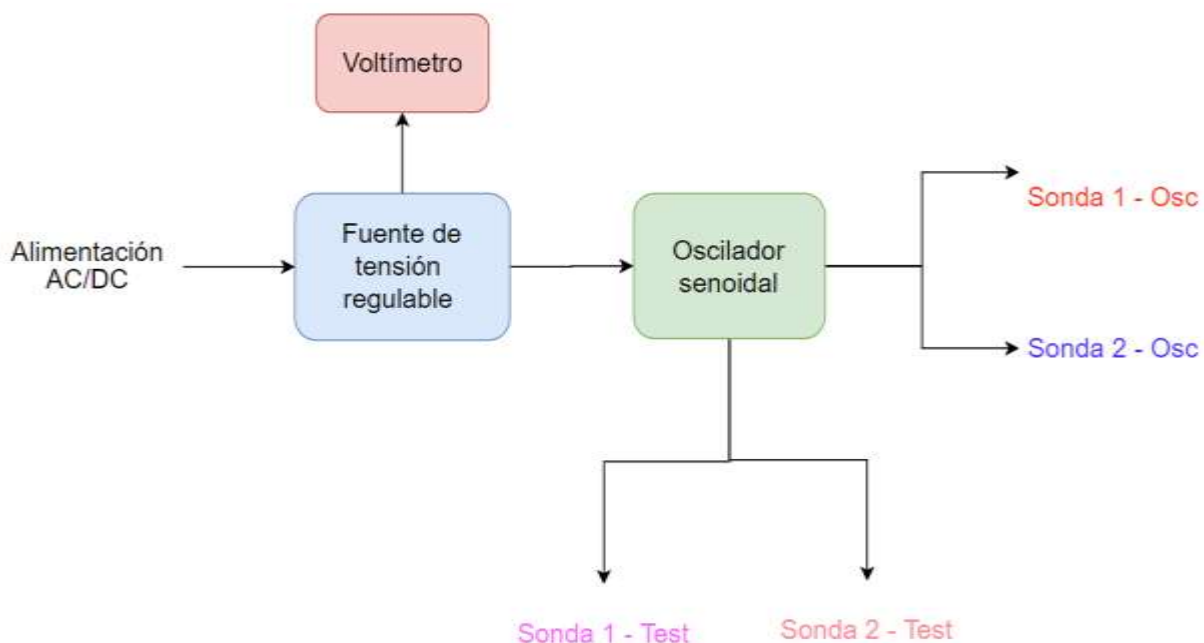 Voltímetro
Alimentación
AC/DC
Fuente de
tensión
regulable
Oscilador
senoidal
Sonda 1 - Osc
Sonda 2 - Osc
Sonda 1 - Test
Sonda 2 - Test